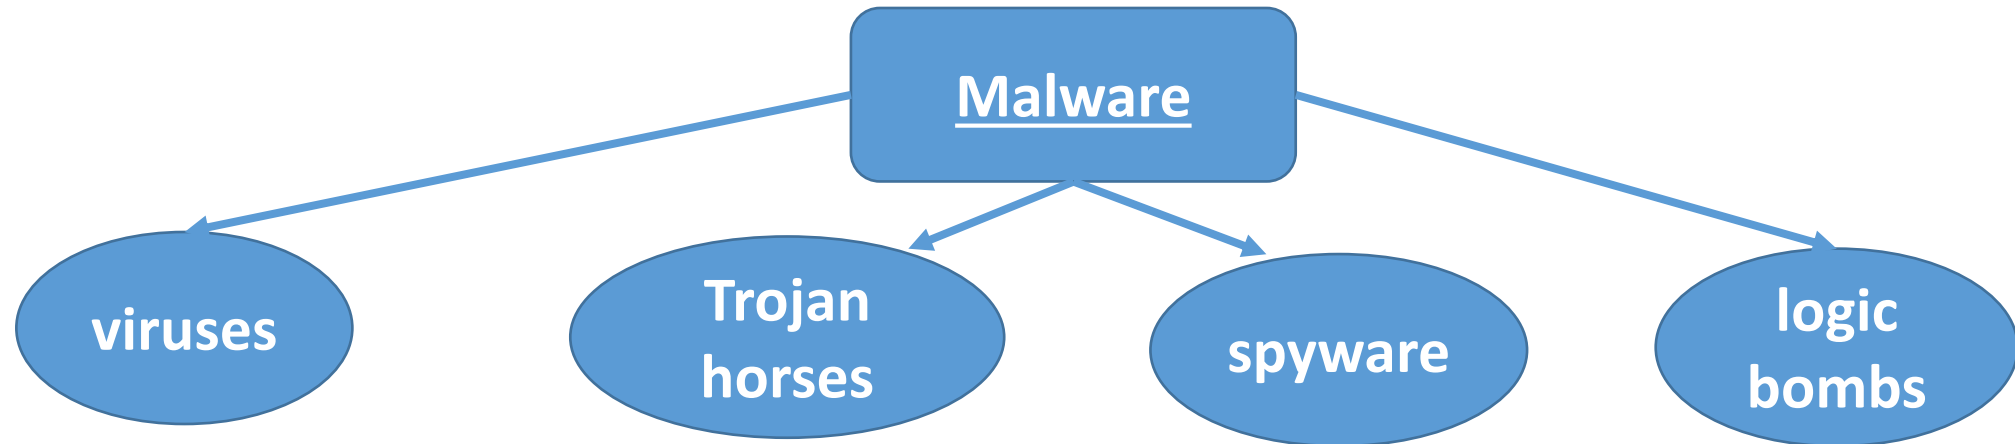 Malware
viruses
Trojan
horses
spyware
logic
bombs